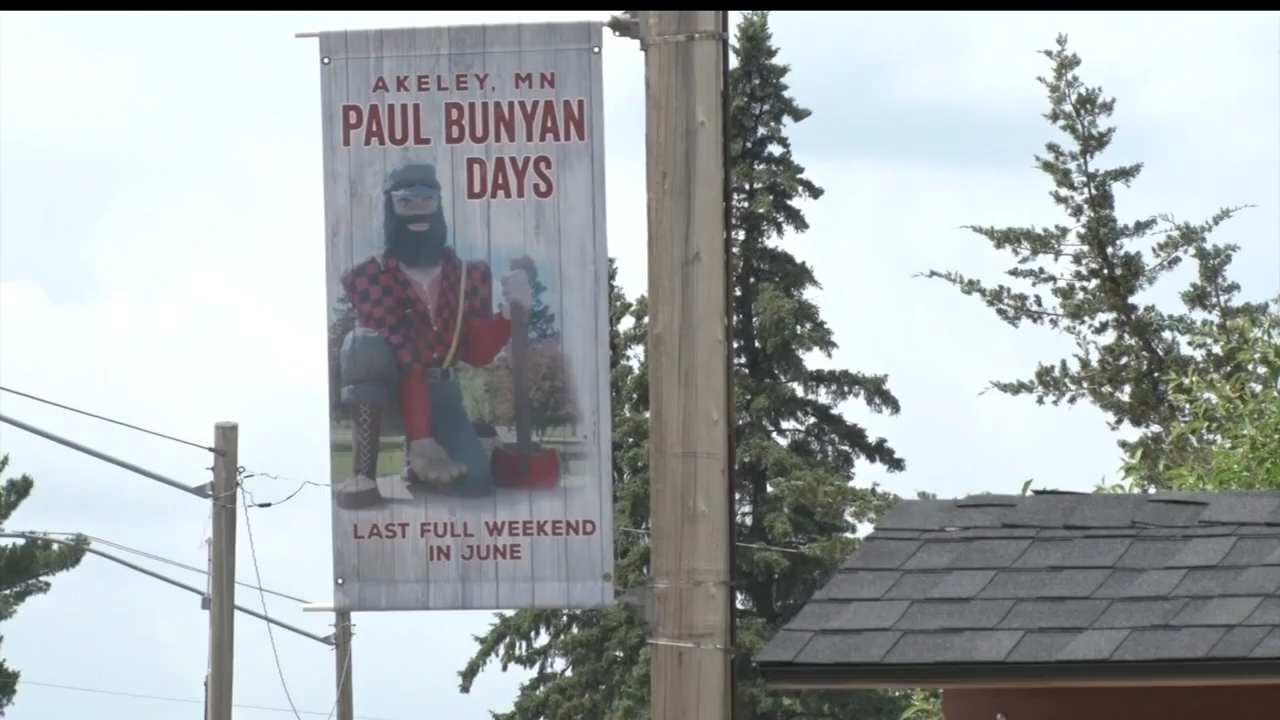 AKELEY, MN
PAUL BUNYAN
DAYS
LAST FULL WEEKEND
IN JUNE